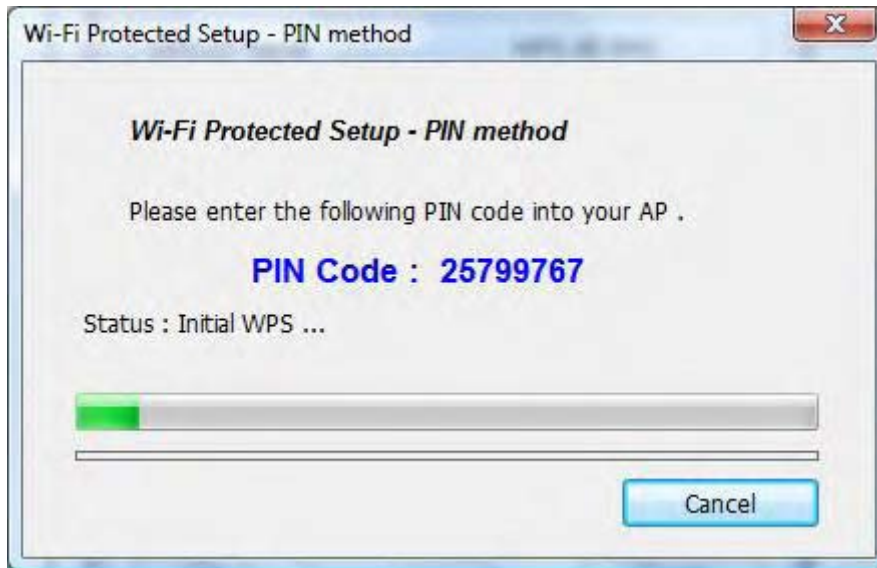 Wi-Fi Protected Setup - PIN method
Wi-Fi Protected Setup - PIN method
Please enter the following PIN code into your AP .
PIN Code : 25799767
Status : Initial WPS ...
Cancel